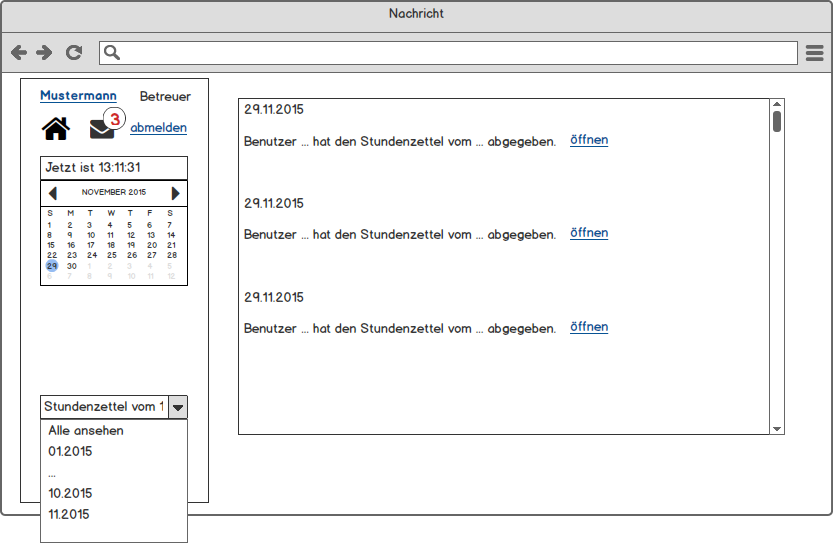 Nachricht
Mustermann Betreuer
3
abmelden
Jetzt ist 13:11:31
NOVEMBER 2015
S M T W T F S
1 2 3 4 5 6 7
8 9 10 11 12 13 14
15 16 17 18 19 20 21
22 23 24 25 26 27 28
29 30 1 2 3 4 5
6 7 8 9 10 11 12
Stundenzettel vom 1
Alle ansehen
01.2015
...
10.2015
11.2015
29.11.2015
Benutzer ... hat den Stundenzettel vom ... abgegeben. öffnen
29.11.2015
Benutzer ... hat den Stundenzettel vom ... abgegeben. öffnen
29.11.2015
Benutzer ... hat den Stundenzettel vom ... abgegeben. öffnen